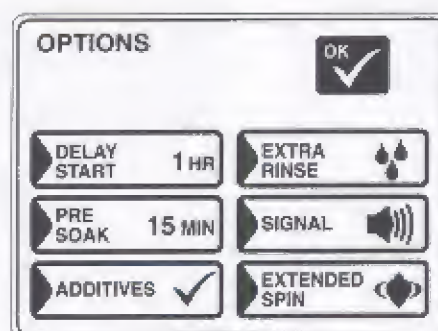 OPTIONS
OK
DELAY
START
1 HR
EXTRA
RINSE
PRE
SOAK
15 MIN
SIGNAL
ADDITIVES
EXTENDED
SPIN